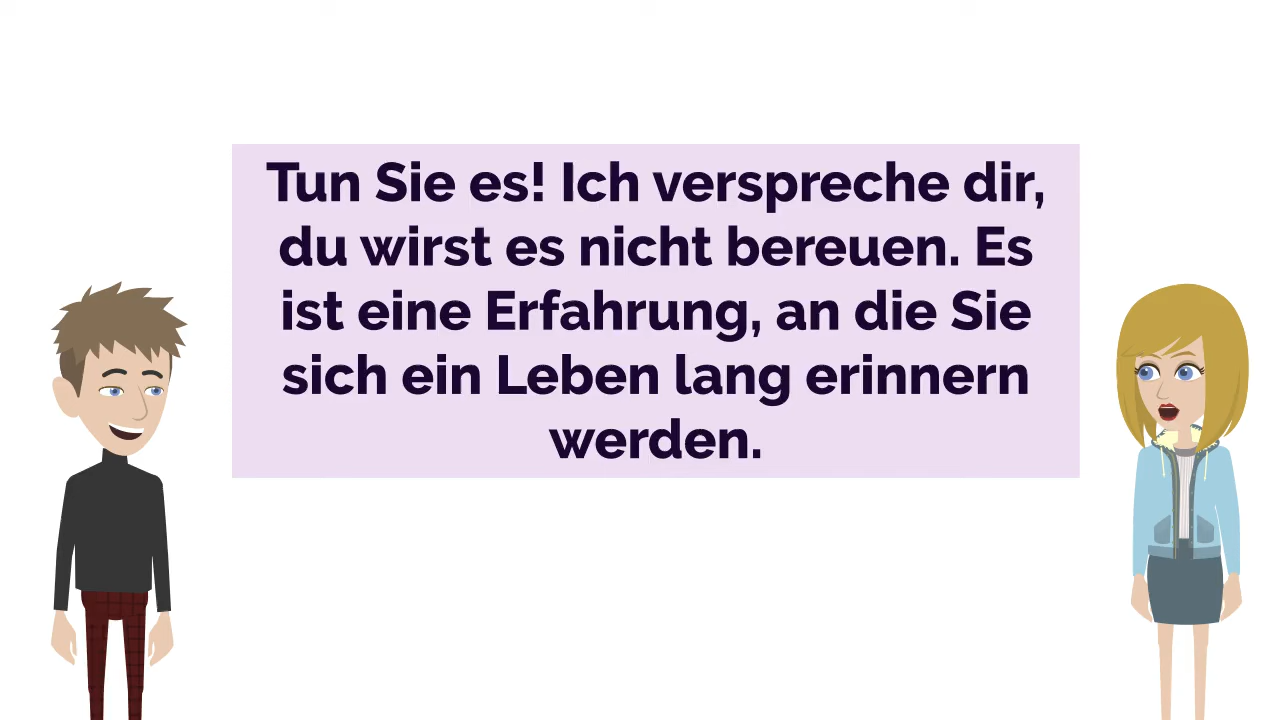 Tun Sie es! Ich verspreche dir,
du wirst es nicht bereuen. Es
ist eine Erfahrung, an die Sie
sich ein Leben lang erinnern
werden.